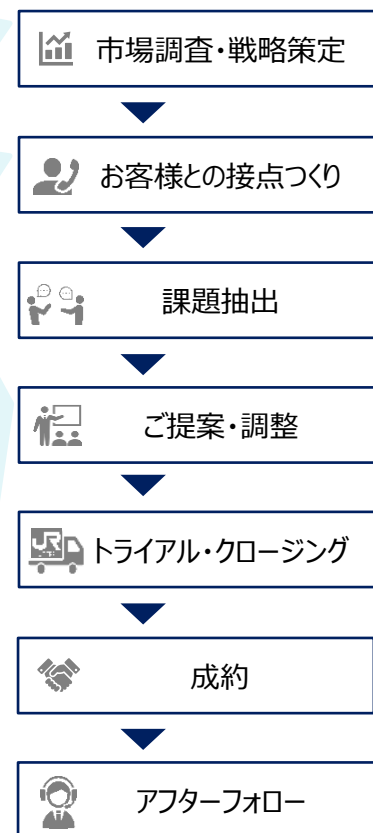 市場調査・戦略策定
お客様との接点つくり
課題抽出
ご提案・調整
JR
トライアル・クロージング
成約
アフターフォロー